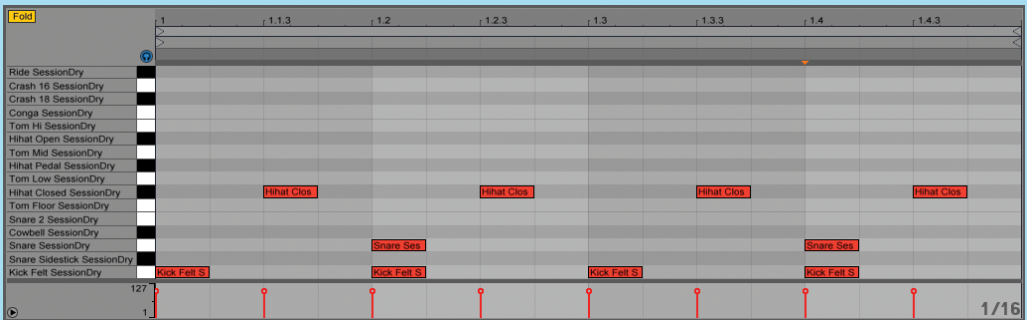 Fold
1 1.1.3 1.2 1.2.3 1.3 1.3.3 1.4 1.4.3
Ride SessionDry
Crash 16 SessionDry
Crash 18 SessionDry
Conga SessionDry
Tom Hi SessionDry
Hihat Open SessionDry
Tom Mid SessionDry
Hihat Pedal SessionDry
Tom Low SessionDry
Hihat Closed SessionDry Hihat Clos Hihat Clos Hihat Clos Hihat Clos
Tom Floor SessionDry
Snare 2 SessionDry
Cowbell SessionDry
Snare SessionDry Snare Ses Snare Ses
Snare Sidestick SessionDry
Kick Felt SessionDry Kick Felt S Kick Felt S Kick Felt S Kick Felt S
127
1 1/16